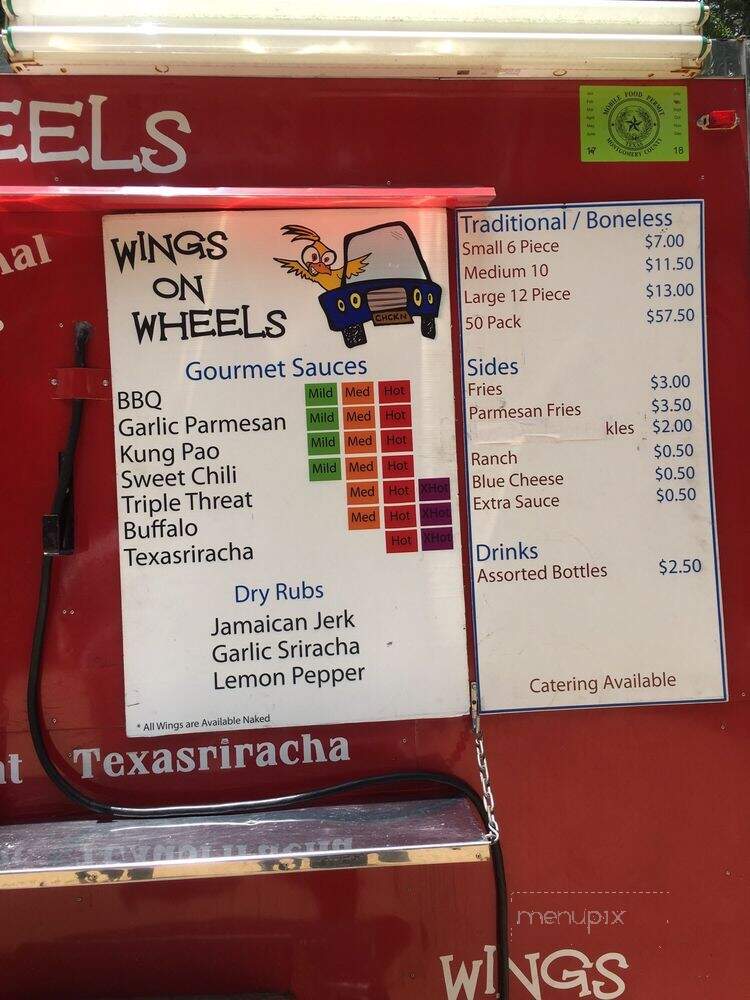 EELS
MOBILE FOOD PERMIT
TEXAS
MONTGOMERY COUNTY
17 18
nal
WINGS
ON
WHEELS
CHCKN
Gourmet Sauces
BBQ Mild Med Hot
Garlic Parmesan Mild Med Hot
Kung Pao Mild Med Hot
Sweet Chili Mild Med Hot
Triple Threat Med Hot XHot
Buffalo Med Hot XHot
Texasriracha Hot XHot
Dry Rubs
Jamaican Jerk
Garlic Sriracha
Lemon Pepper
* All Wings are Available Naked
Traditional / Boneless
Small 6 Piece $7.00
Medium 10 $11.50
Large 12 Piece $13.00
50 Pack $57.50
Sides
Fries $3.00
Parmesan Fries $3.50
kles $2.00
Ranch $0.50
Blue Cheese $0.50
Extra Sauce $0.50
Drinks
Assorted Bottles $2.50
Catering Available
at Texasriracha
menupix
WINGS